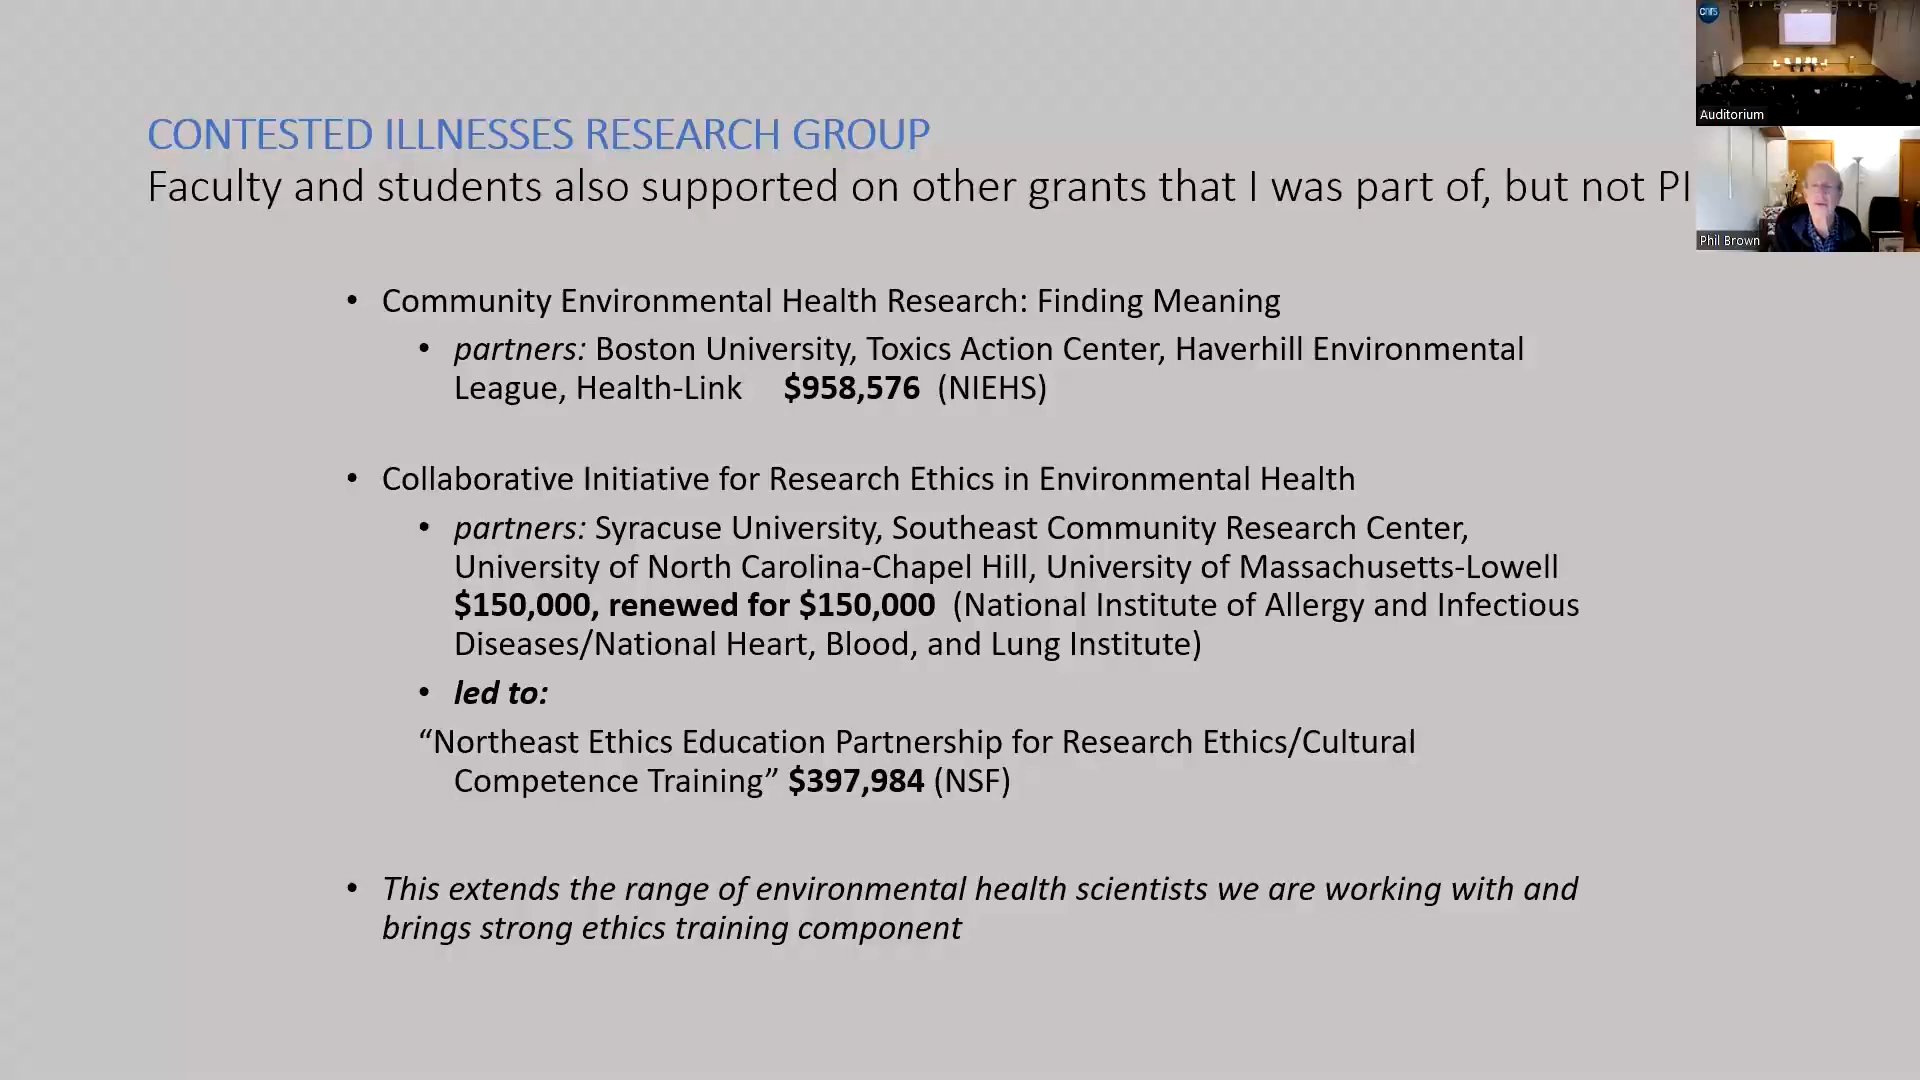 cnrs
Auditorium
CONTESTED ILLNESSES RESEARCH GROUP
Faculty and students also supported on other grants that I was part of, but not PI
Phil Brown
• Community Environmental Health Research: Finding Meaning
• partners: Boston University, Toxics Action Center, Haverhill Environmental
League, Health-Link $958,576 (NIEHS)
• Collaborative Initiative for Research Ethics in Environmental Health
• partners: Syracuse University, Southeast Community Research Center,
University of North Carolina-Chapel Hill, University of Massachusetts-Lowell
$150,000, renewed for $150,000 (National Institute of Allergy and Infectious
Diseases/National Heart, Blood, and Lung Institute)
• led to:
“Northeast Ethics Education Partnership for Research Ethics/Cultural
Competence Training” $397,984 (NSF)
• This extends the range of environmental health scientists we are working with and
brings strong ethics training component